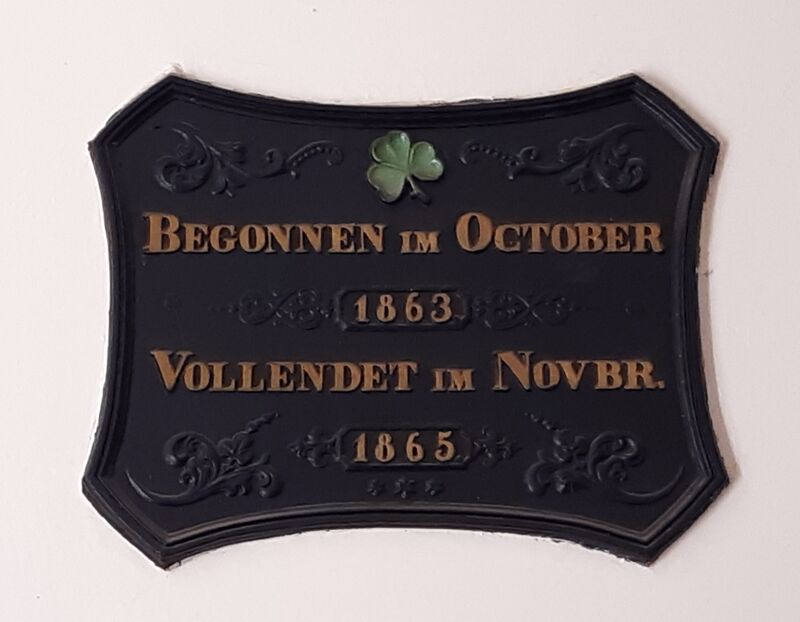 BEGONNEN IM OCTOBER
1863
VOLLENDET IM NOVBR.
1865